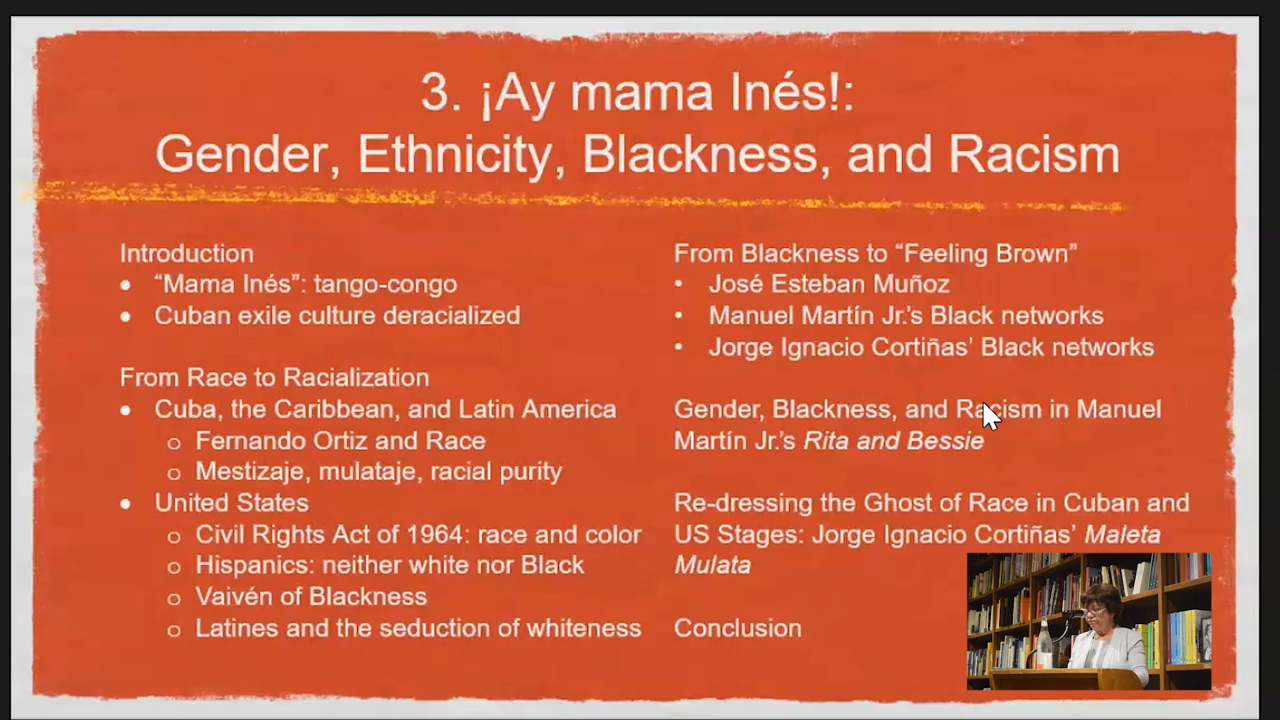 3. ¡Ay mama Inés!:
Gender, Ethnicity, Blackness, and Racism
Introduction
• “Mama Inés”: tango-congo
• Cuban exile culture deracialized
From Race to Racialization
• Cuba, the Caribbean, and Latin America
o Fernando Ortiz and Race
o Mestizaje, mulataje, racial purity
• United States
o Civil Rights Act of 1964: race and color
o Hispanics: neither white nor Black
o Vaivén of Blackness
o Latines and the seduction of whiteness
From Blackness to “Feeling Brown”
• José Esteban Muñoz
• Manuel Martín Jr.’s Black networks
• Jorge Ignacio Cortiñas’ Black networks
Gender, Blackness, and Racism in Manuel
Martín Jr.’s Rita and Bessie
Re-dressing the Ghost of Race in Cuban and
US Stages: Jorge Ignacio Cortiñas’ Maleta
Mulata
Conclusion